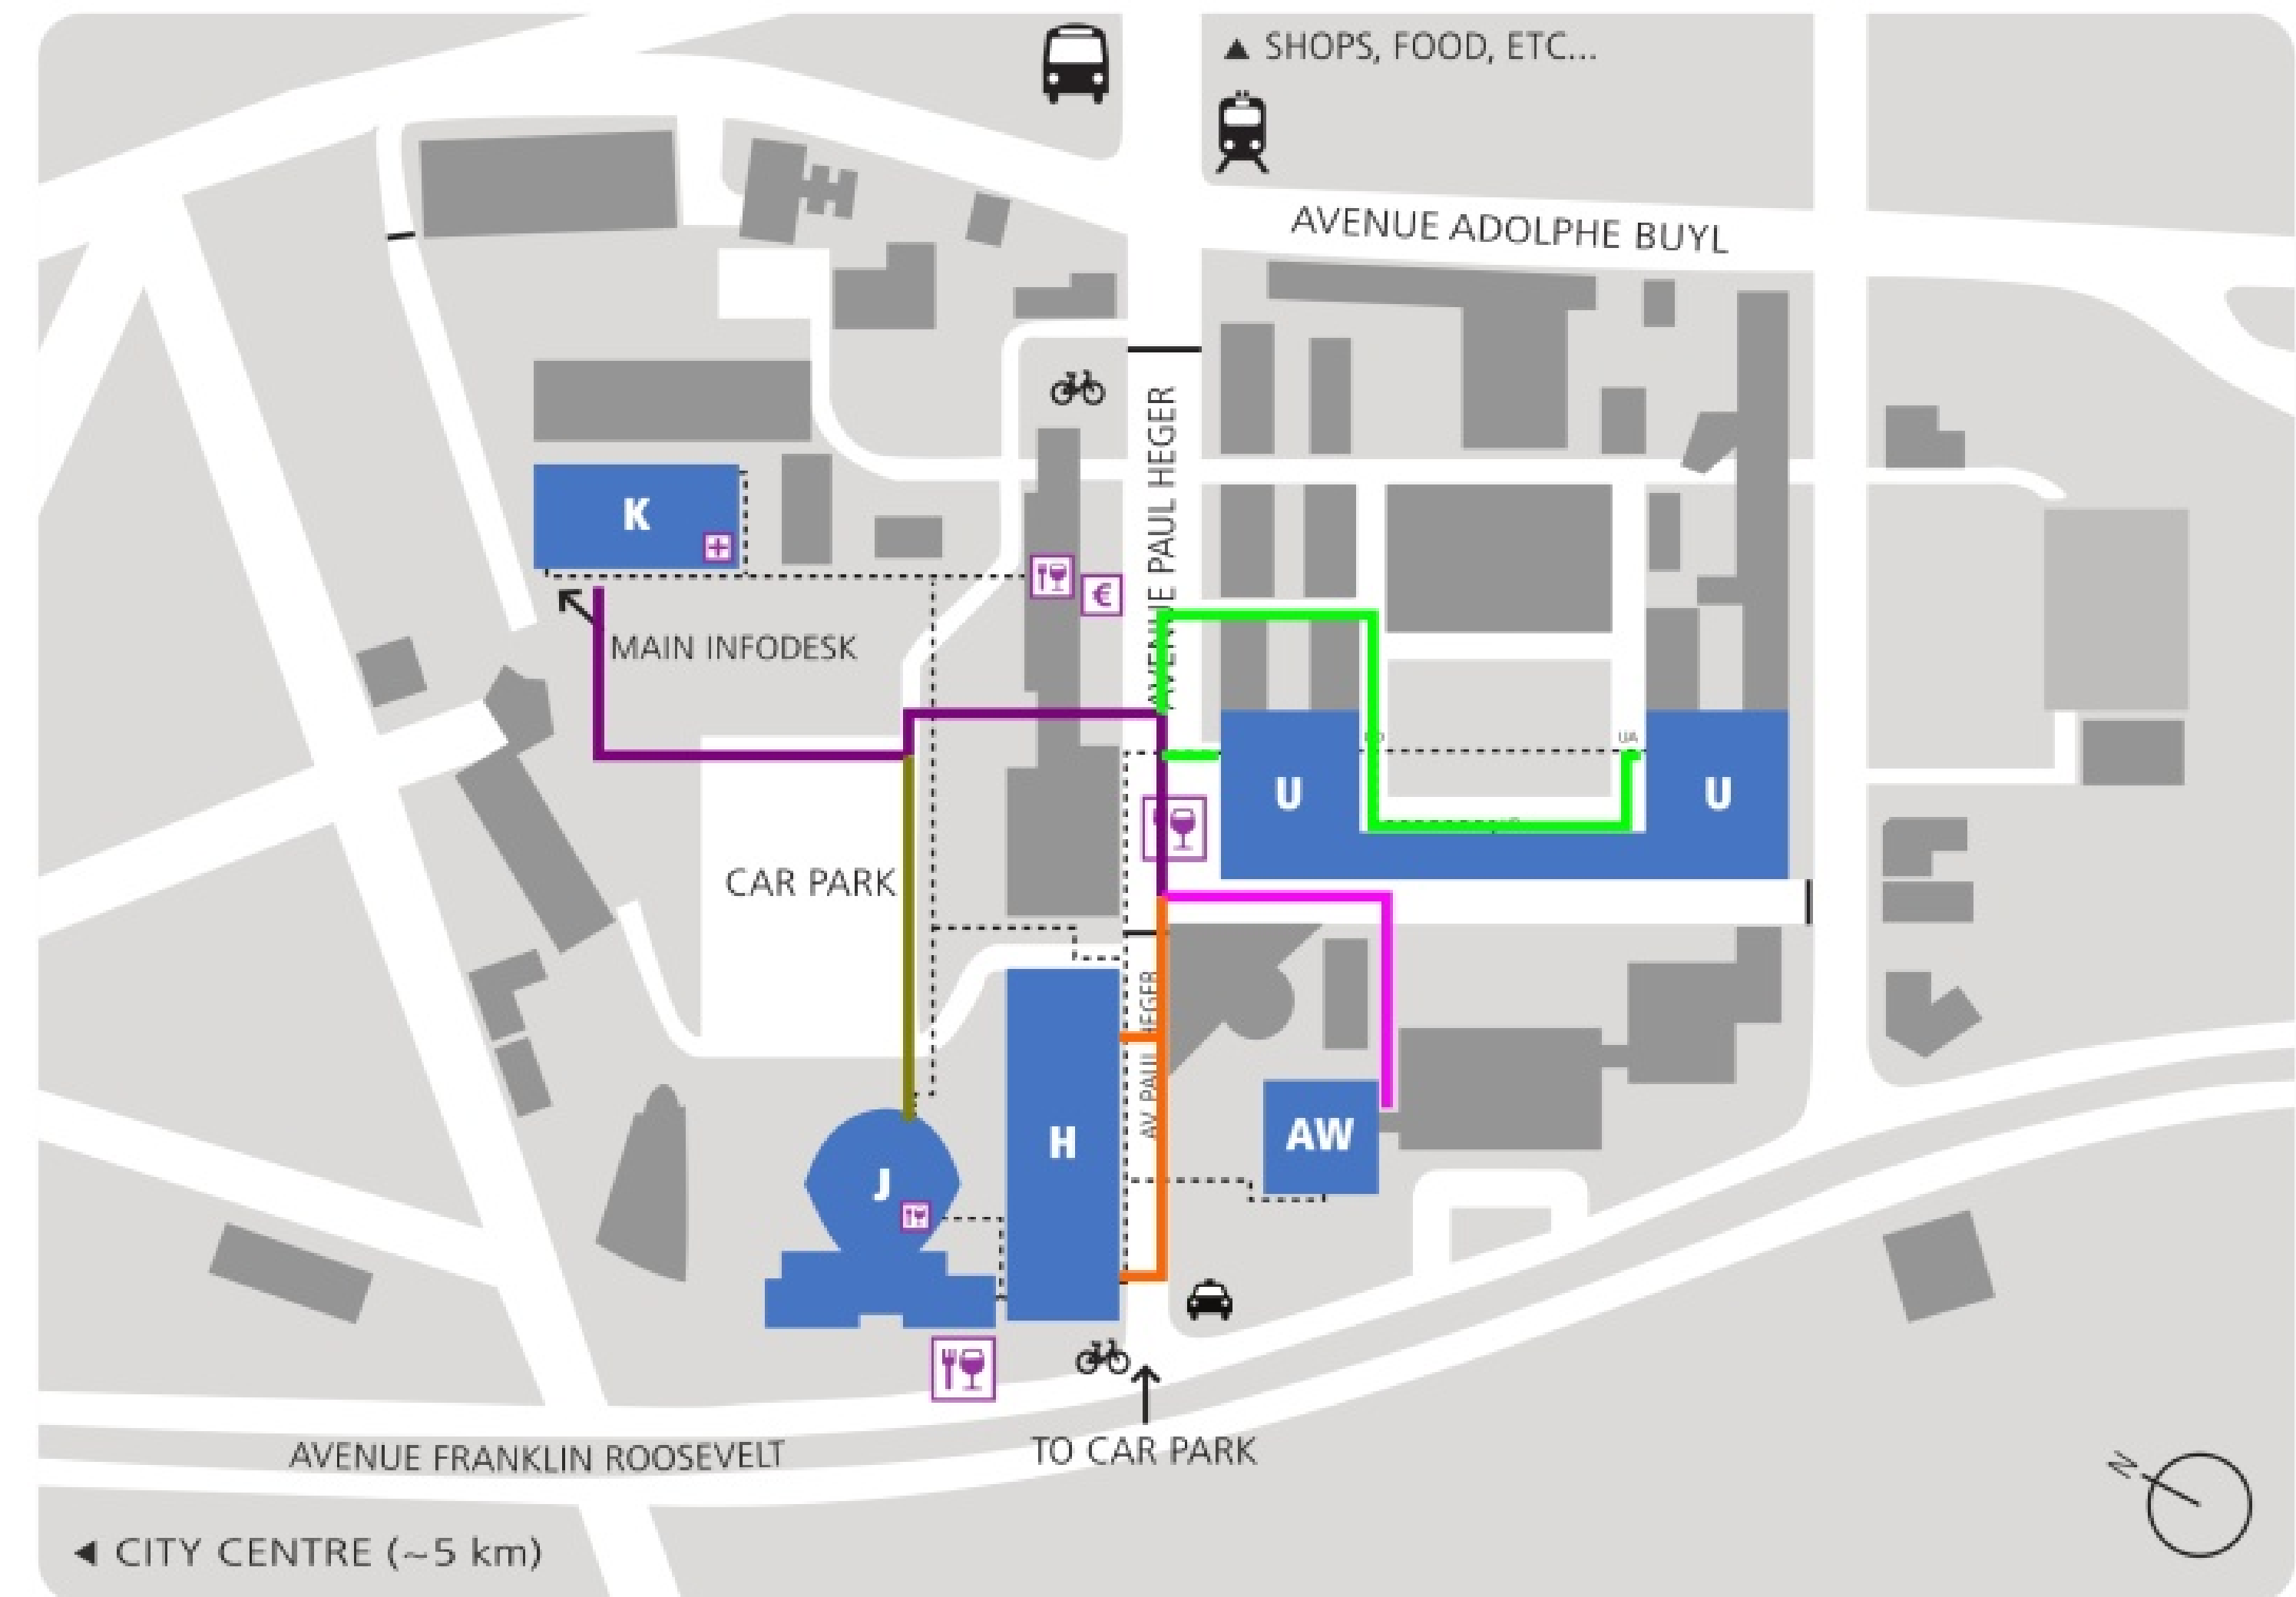 ▲ SHOPS, FOOD, ETC...
AVENUE ADOLPHE BUYL
AVENUE PAUL HEGER
K
€
MAIN INFODESK
UA
U
U
CAR PARK
AV PAUL HEGER
H
AW
J
TO CAR PARK
AVENUE FRANKLIN ROOSEVELT
N
◄ CITY CENTRE (~5 km)